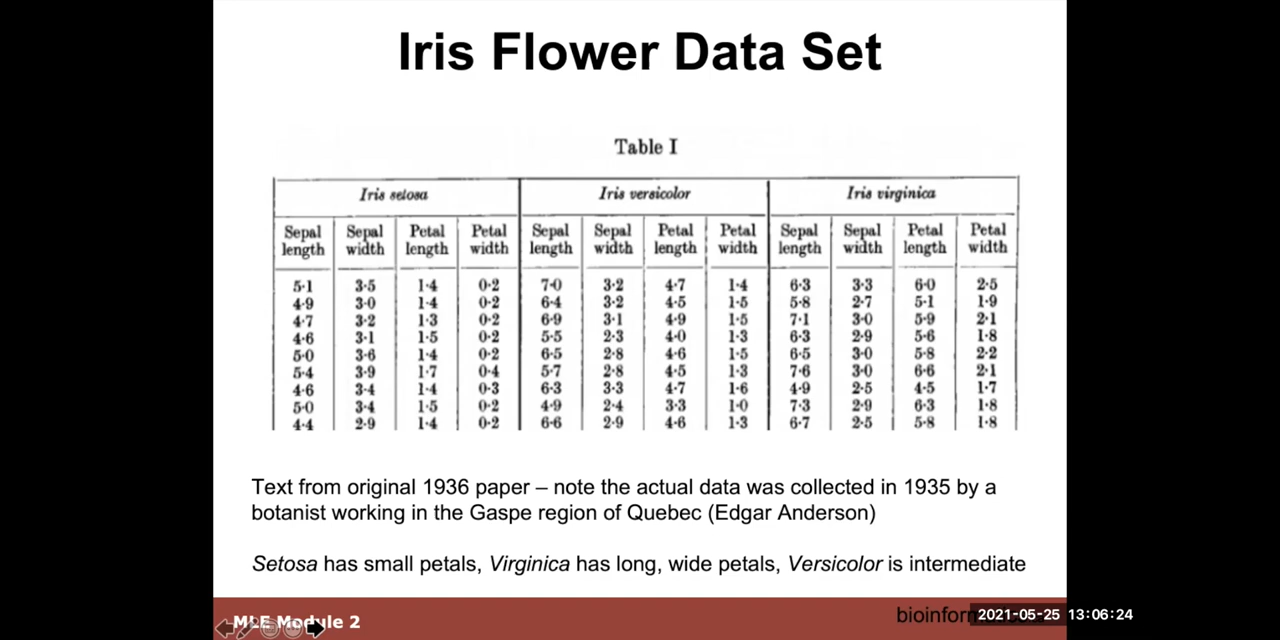 Iris Flower Data Set
Table I
Iris setosa Iris versicolor Iris virginica
Sepal length Sepal width Petal length Petal width Sepal length Sepal width Petal length Petal width Sepal length Sepal width Petal length Petal width
5·1 3·5 1·4 0·2 7·0 3·2 4·7 1·4 6·3 3·3 6·0 2·5
4·9 3·0 1·4 0·2 6·4 3·2 4·5 1·5 5·8 2·7 5·1 1·9
4·7 3·2 1·3 0·2 6·9 3·1 4·9 1·5 7·1 3·0 5·9 2·1
4·6 3·1 1·5 0·2 5·5 2·3 4·0 1·3 6·3 2·9 5·6 1·8
5·0 3·6 1·4 0·2 6·5 2·8 4·6 1·5 6·5 3·0 5·8 2·2
5·4 3·9 1·7 0·4 5·7 2·8 4·5 1·3 7·6 3·0 6·6 2·1
4·6 3·4 1·4 0·3 6·3 3·3 4·7 1·6 4·9 2·5 4·5 1·7
5·0 3·4 1·5 0·2 4·9 2·4 3·3 1·0 7·3 2·9 6·3 1·8
4·4 2·9 1·4 0·2 6·6 2·9 4·6 1·3 6·7 2·5 5·8 1·8
Text from original 1936 paper – note the actual data was collected in 1935 by a
botanist working in the Gaspe region of Quebec (Edgar Anderson)
Setosa has small petals, Virginica has long, wide petals, Versicolor is intermediate
MLE Module 2
2021-05-25 13:06:24